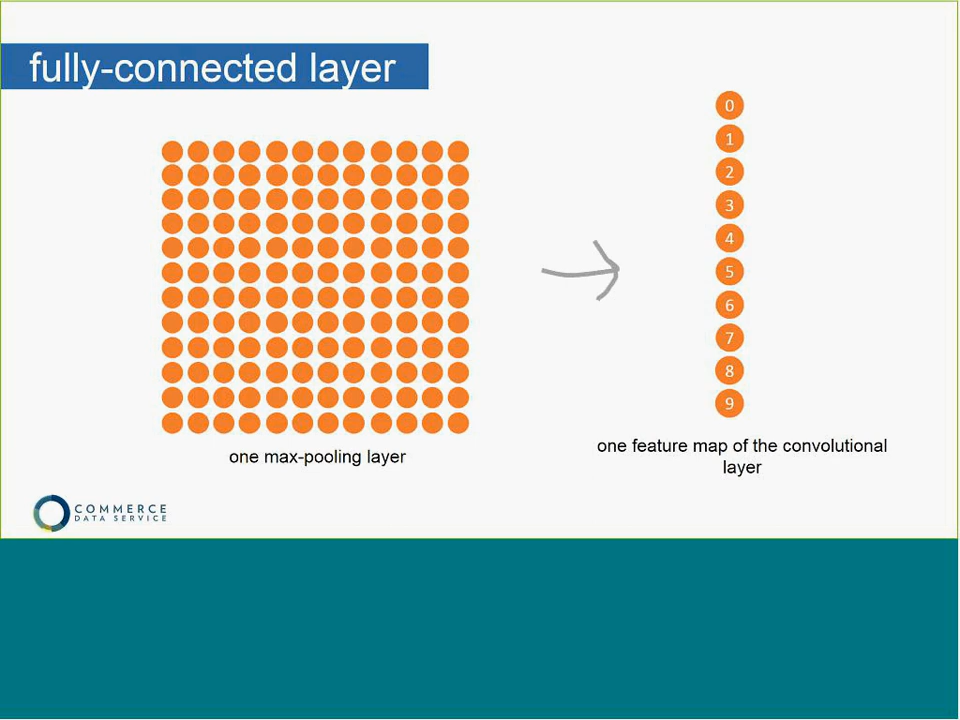 fully-connected layer
0
1
2
3
4
5
6
7
8
9
one max-pooling layer
one feature map of the convolutional
layer
COMMERCE
DATA SERVICE